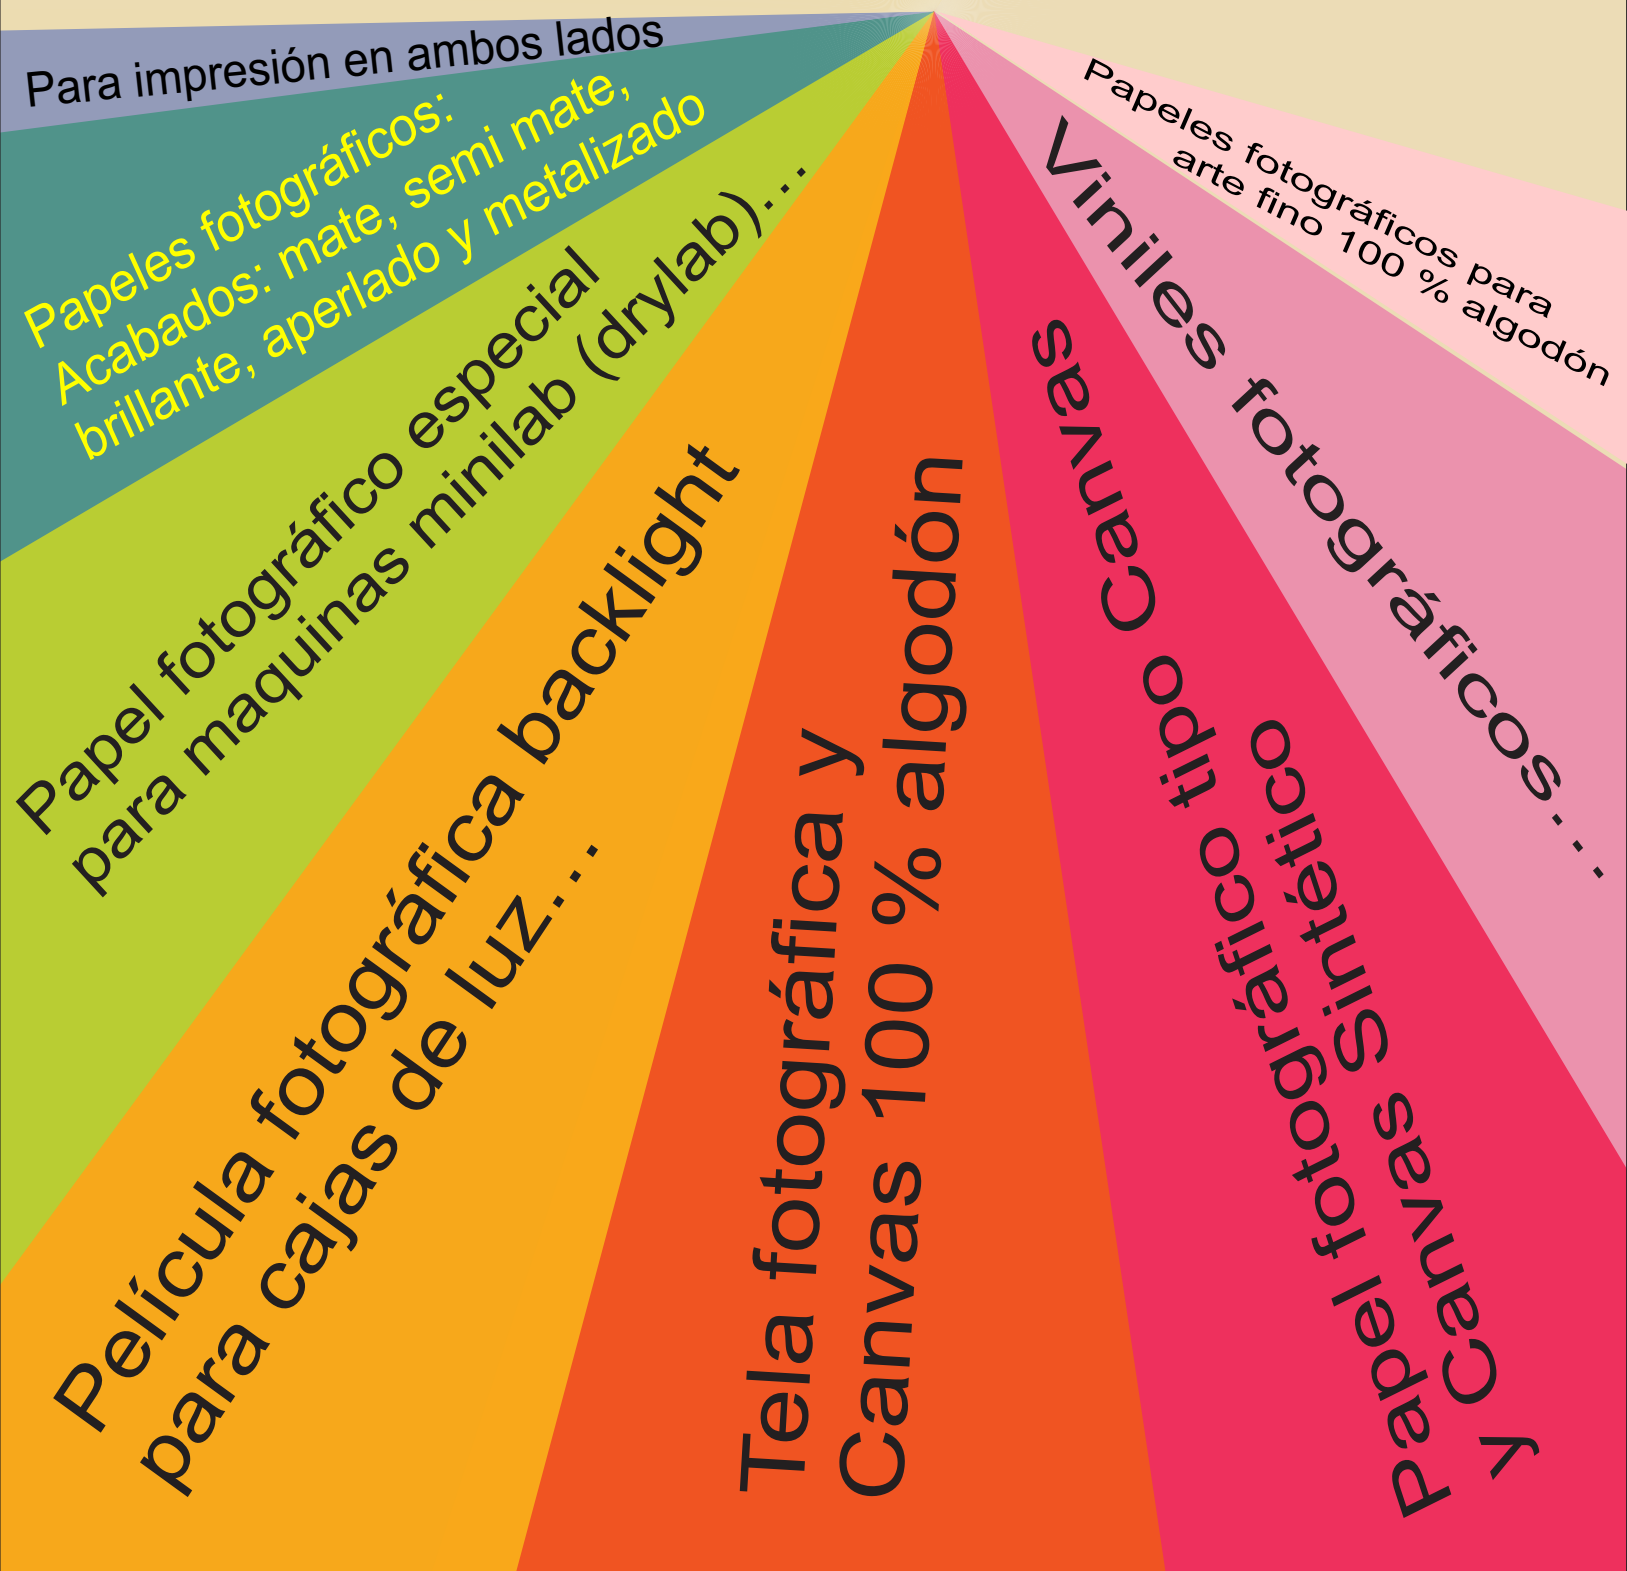 Para impresión en ambos lados
Papeles fotográficos:
Acabados: mate, semi mate,
brillante, aperlado y metalizado
Papel fotográfico especial
para maquinas minilab (drylab)...
Película fotográfica backlight
para cajas de luz...
Tela fotográfica y
Canvas 100 % algodón
Papel fotográfico tipo Canvas
y Canvas Sintético
Viniles fotográficos...
Papeles fotográficos para
arte fino 100 % algodón